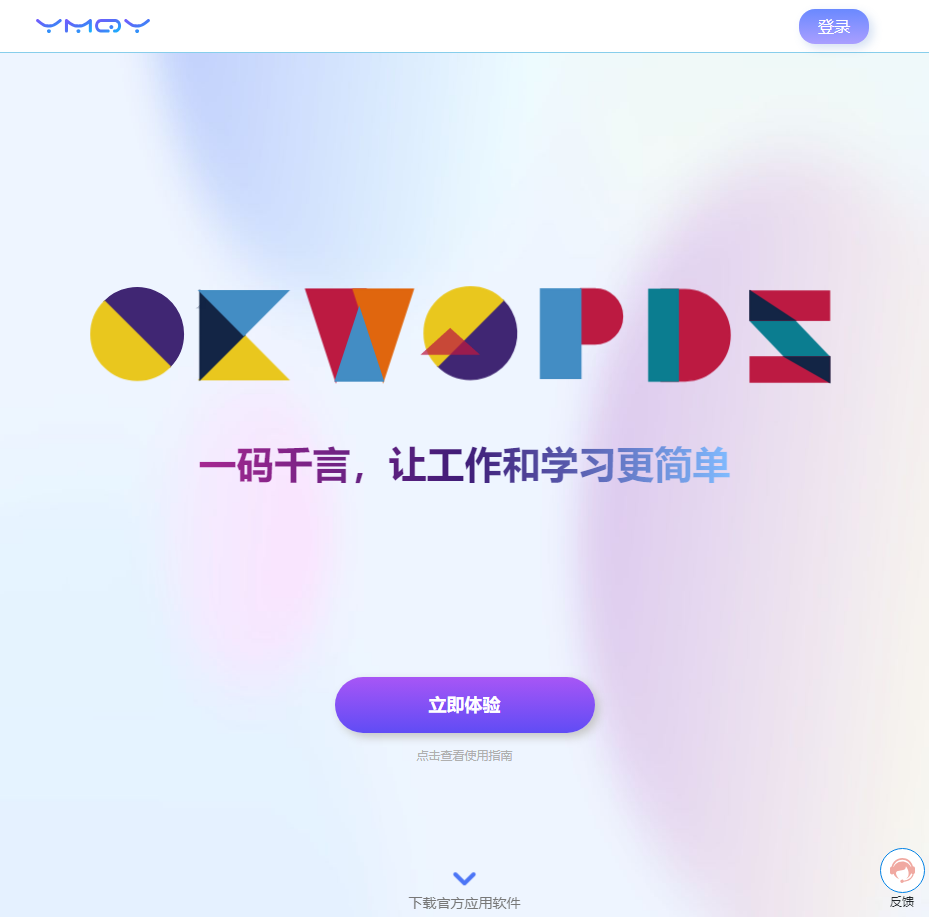 YMQY
登录
OKWOPDS
一码千言，让工作和学习更简单
立即体验
点击查看使用指南
下载官方应用软件
反馈